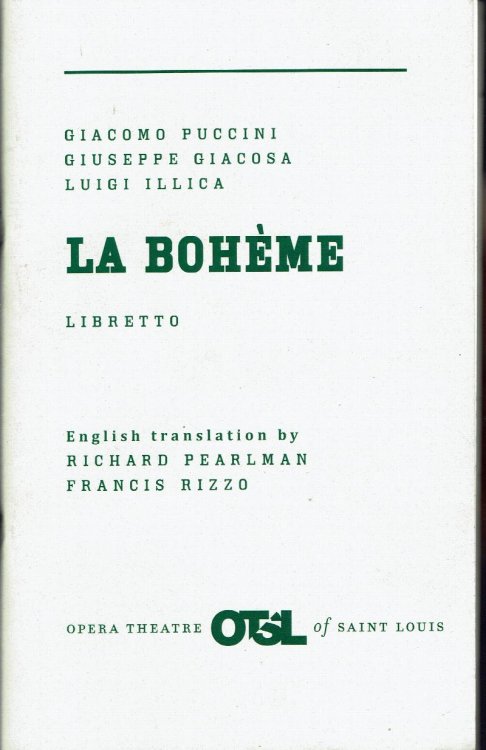 GIACOMO PUCCINI
GIUSEPPE GIACOSA
LUIGI ILLICA
LA BOHÈME
LIBRETTO
English translation by
RICHARD PEARLMAN
FRANCIS RIZZO
OPERA THEATRE OTSL of SAINT LOUIS